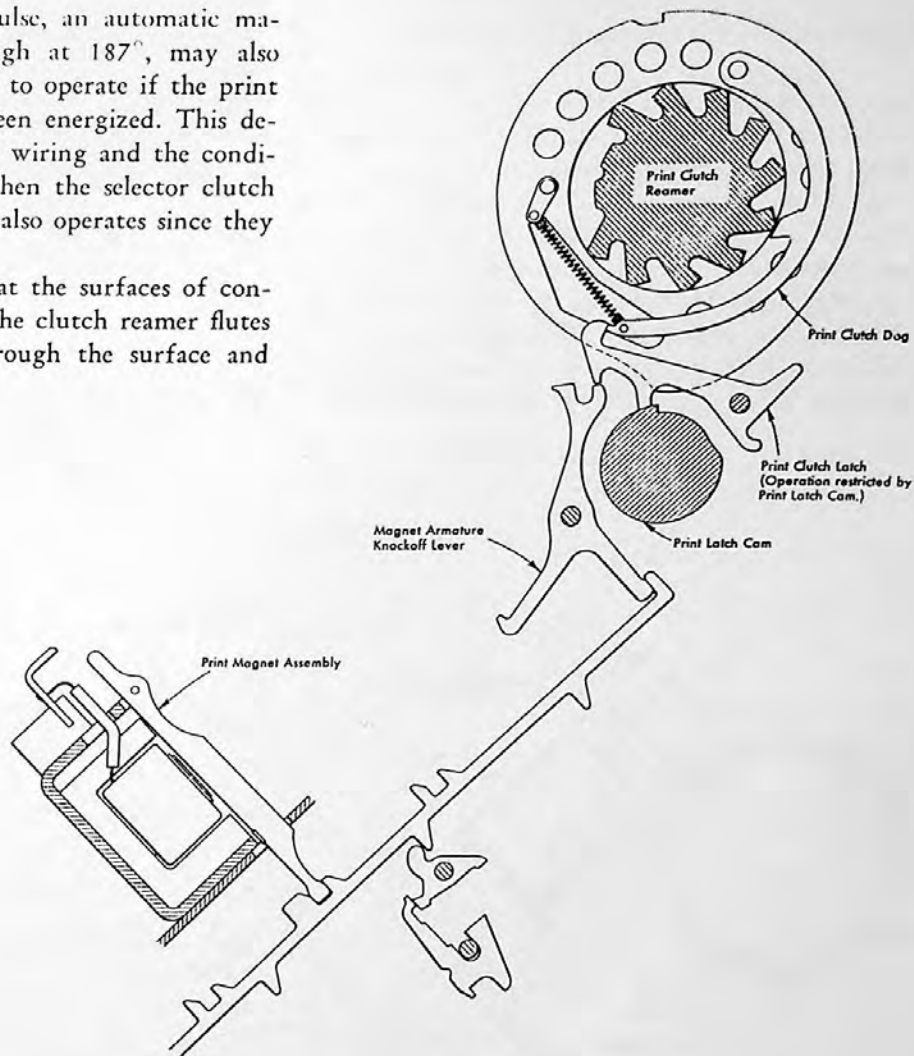 ulse, an automatic ma-
gh at 187°, may also
to operate if the print
een energized. This de-
wiring and the condi-
hen the selector clutch
also operates since they
at the surfaces of con-
he clutch reamer flutes
rough the surface and
Print Clutch
Reamer
Print Clutch Dog
Print Clutch Latch
(Operation restricted by
Print Latch Cam.)
Print Latch Cam
Magnet Armature
Knockoff Lever
Print Magnet Assembly